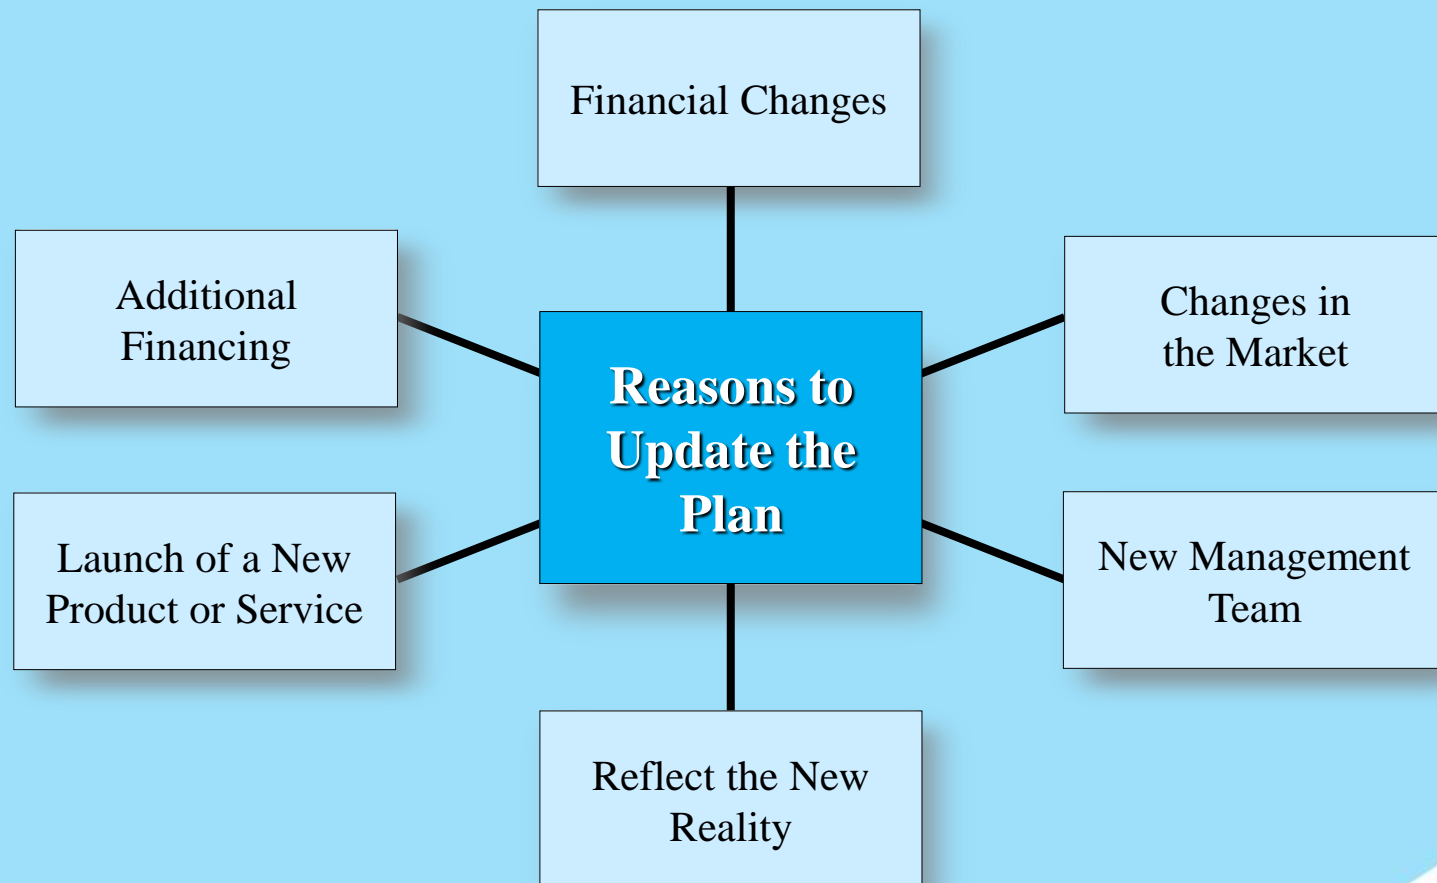 Financial Changes
Additional
Financing
Changes in
the Market
Reasons to
Update the
Plan
Launch of a New
Product or Service
New Management
Team
Reflect the New
Reality